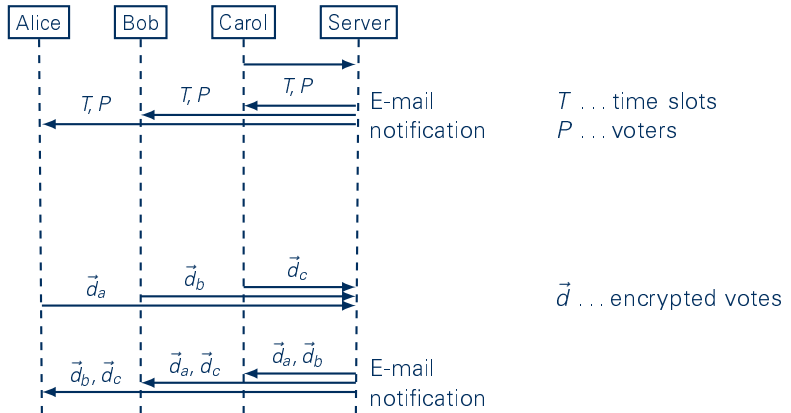 Alice Bob Carol Server
T, P T, P T, P E-mail T ... time slots
notification P ... voters
d⃗a d⃗b d⃗c d⃗ ... encrypted votes
d⃗b, d⃗c d⃗a, d⃗c d⃗a, d⃗b E-mail
notification